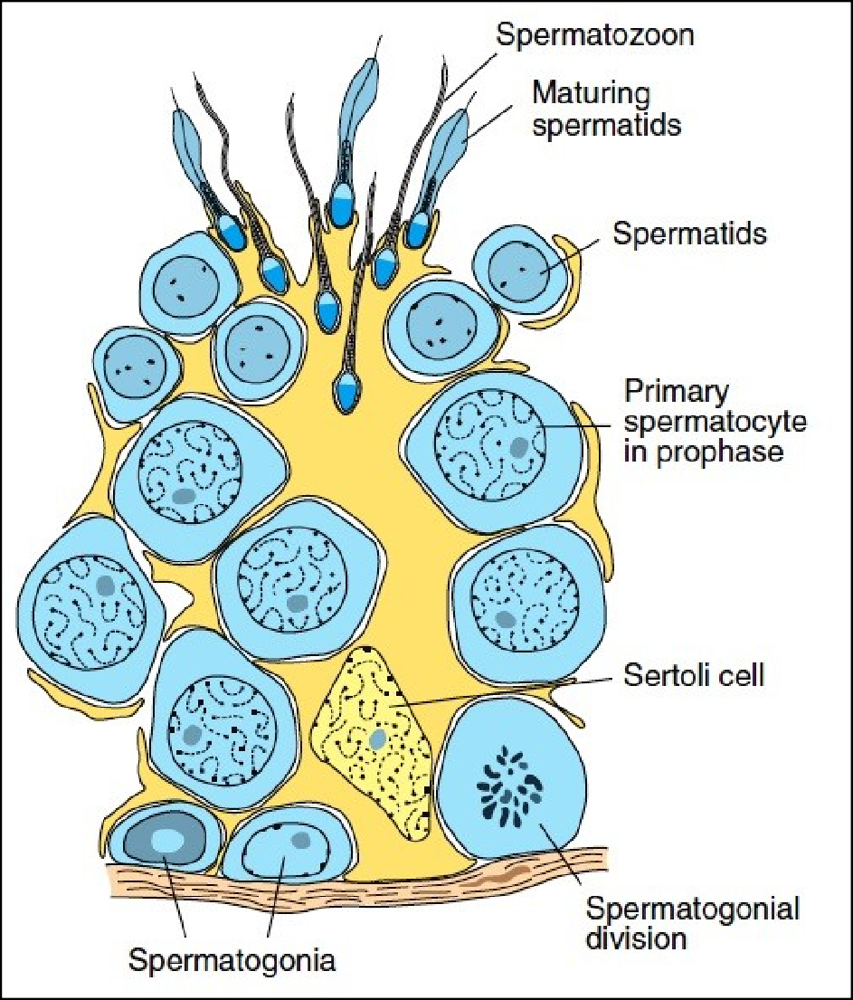 Spermatozoon
Maturing
spermatids
Spermatids
Primary
spermatocyte
in prophase
Sertoli cell
Spermatogonial
division
Spermatogonia